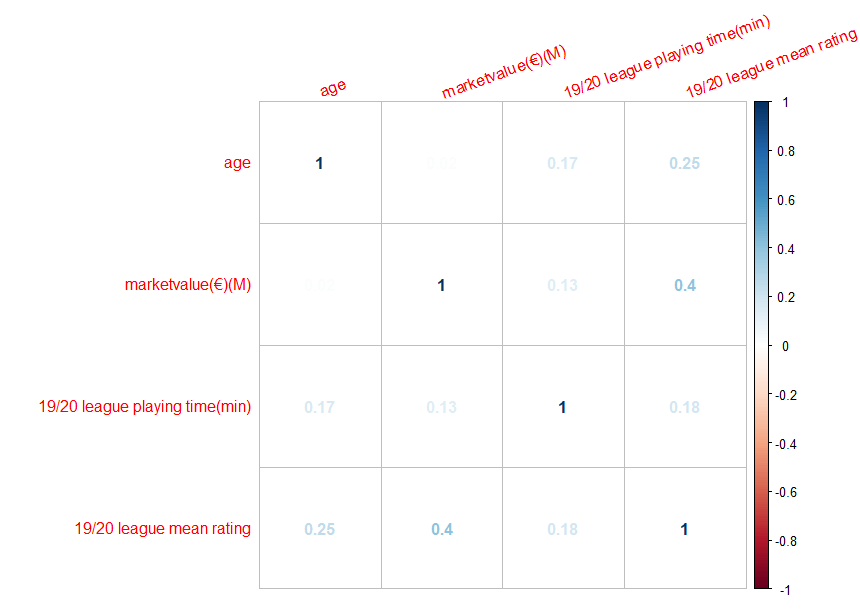 age
marketvalue(€)(M)
19/20 league playing time(min)
19/20 league mean rating
age 1 0.17 0.25
marketvalue(€)(M) 1 0.13 0.4
19/20 league playing time(min) 0.17 0.13 1 0.18
19/20 league mean rating 0.25 0.4 0.18 1
1
0.8
0.6
0.4
0.2
0
-0.2
-0.4
-0.6
-0.8
-1